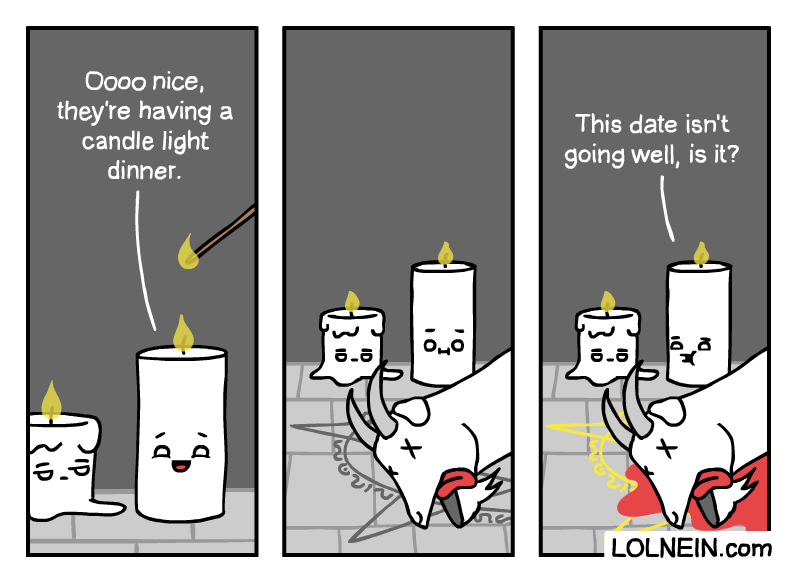 Oooo nice,
they're having a
candle light
dinner.
This date isn't
going well, is it?
LOLNEIN.com